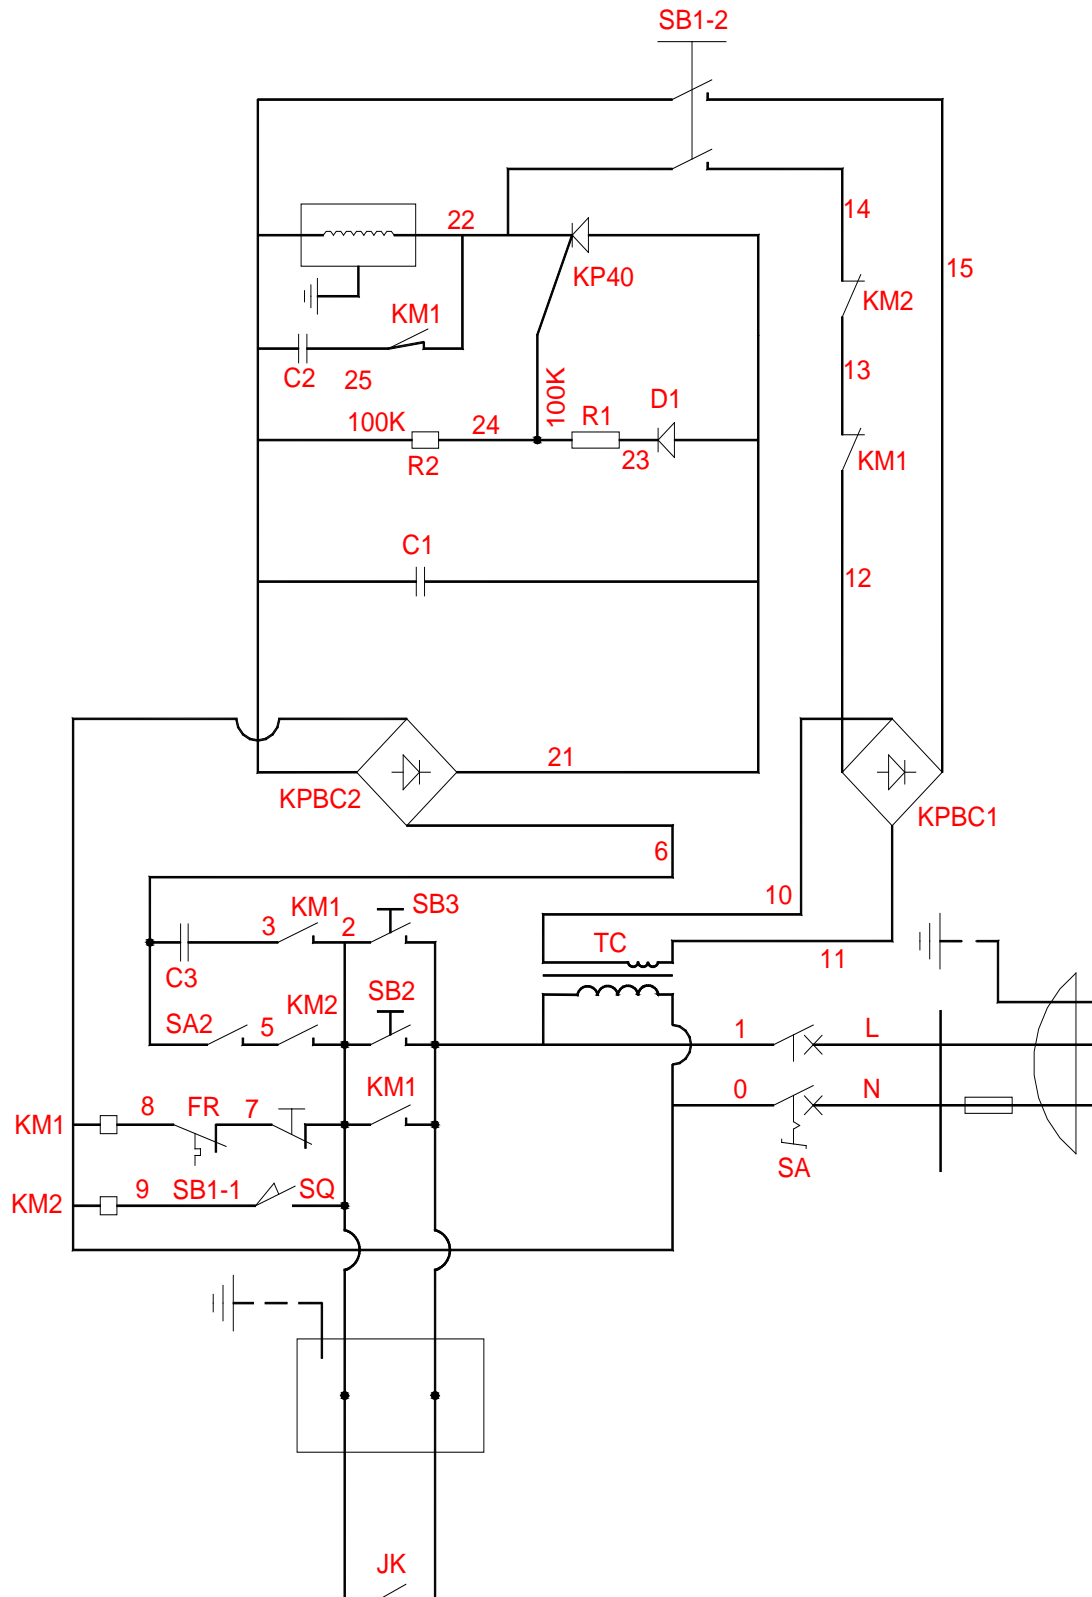 SB1-2
14
22
15
KP40
KM2
KM1
C2
25
13
100K
D1
100K
24
R1
R2
23
KM1
C1
12
21
KPBC2
KPBC1
6
10
KM1
SB3
3
2
TC
11
C3
SB2
KM2
SA2
5
1
L
KM1
0
N
8
FR
7
KM1
SA
9
SB1-1
SQ
KM2
JK